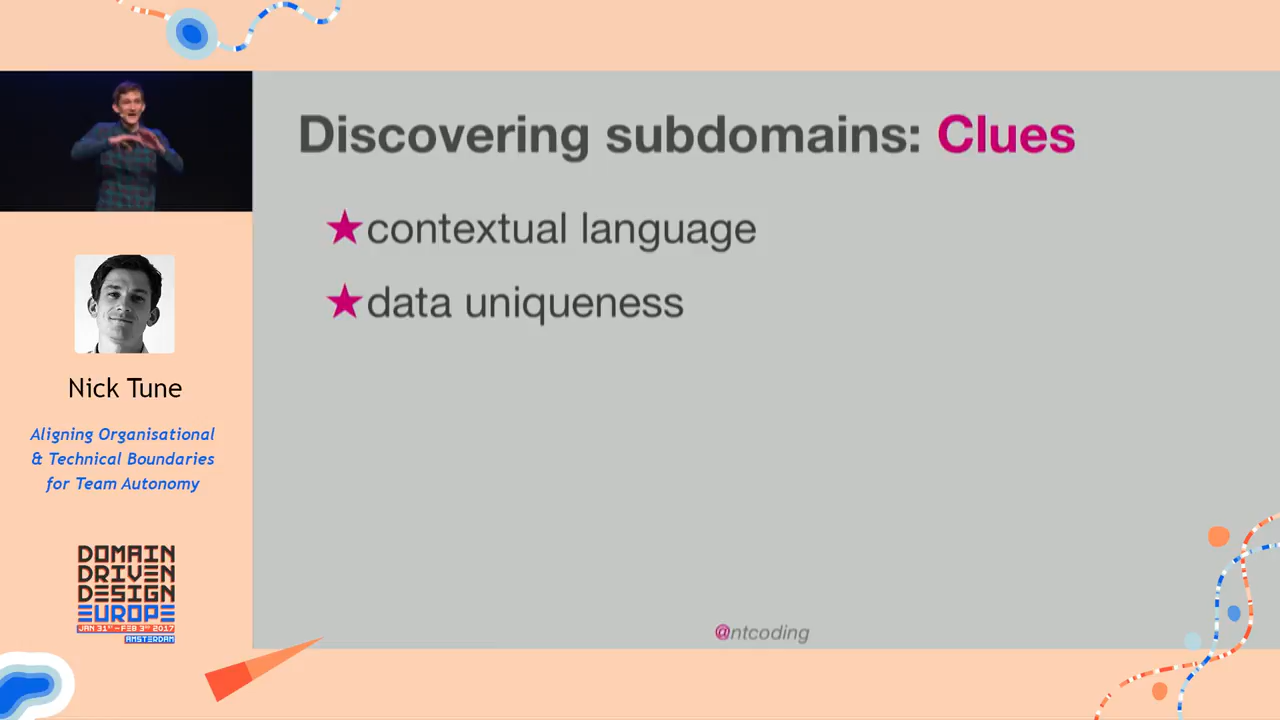 Discovering subdomains: Clues
★contextual language
★data uniqueness
@ntcoding
Nick Tune
Aligning Organisational
& Technical Boundaries
for Team Autonomy
DOMAIN
DRIVEN
DESIGN
EUROPE
JAN 31ST-FEB 3RD 2017
AMSTERDAM